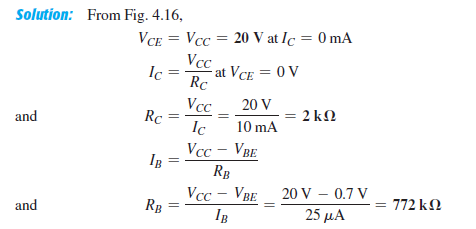 Solution: From Fig. 4.16,
V_CE = V_CC = 20 V at I_C = 0 mA
I_C = V_CC / R_C at V_CE = 0 V
and R_C = V_CC / I_C = 20 V / 10 mA = 2 kΩ
I_B = (V_CC − V_BE) / R_B
and R_B = (V_CC − V_BE) / I_B = (20 V − 0.7 V) / 25 μA = 772 kΩ